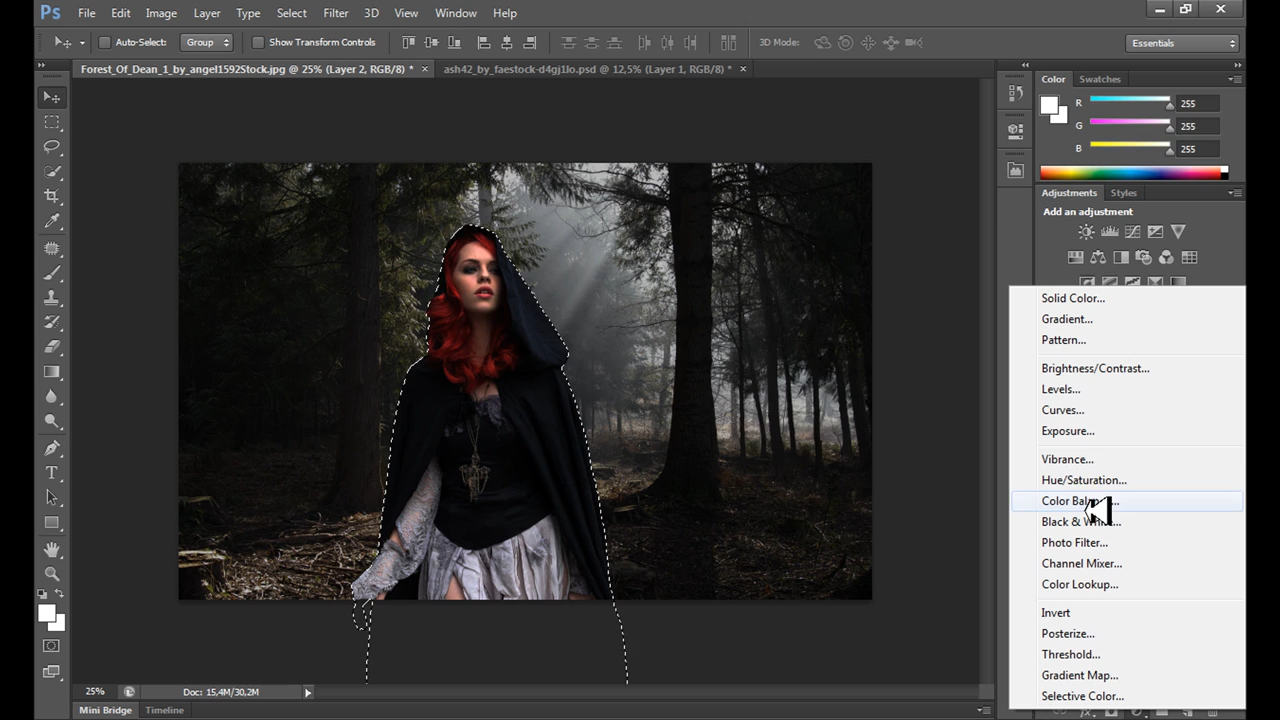 Ps File Edit Image Layer Type Select Filter 3D View Window Help
Auto-Select: Group Show Transform Controls 3D Mode: Essentials
Forest_Of_Dean_1_by_angel1592Stock.jpg @ 25% (Layer 2, RGB/8) * ash42_by_faestock-d4gj1lo.psd @ 12,5% (Layer 1, RGB/8) *
Color Swatches
R 255
G 255
B 255
Adjustments Styles
Add an adjustment
Solid Color...
Gradient...
Pattern...
Brightness/Contrast...
Levels...
Curves...
Exposure...
Vibrance...
Hue/Saturation...
Color
Black &
Photo Filter...
Channel Mixer...
Color Lookup...
Invert
Posterize...
Threshold...
Gradient Map...
Selective Color...
25% Doc: 15,4M/30,2M
Mini Bridge Timeline